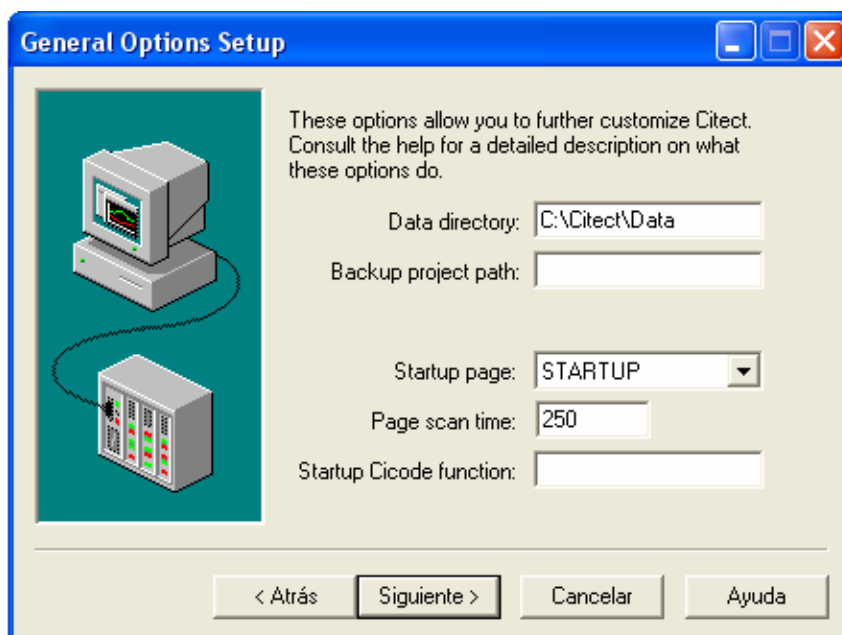 General Options Setup
These options allow you to further customize Citect.
Consult the help for a detailed description on what
these options do.
Data directory: C:\Citect\Data
Backup project path:
Startup page: STARTUP
Page scan time: 250
Startup Cicode function:
< Atrás Siguiente > Cancelar Ayuda